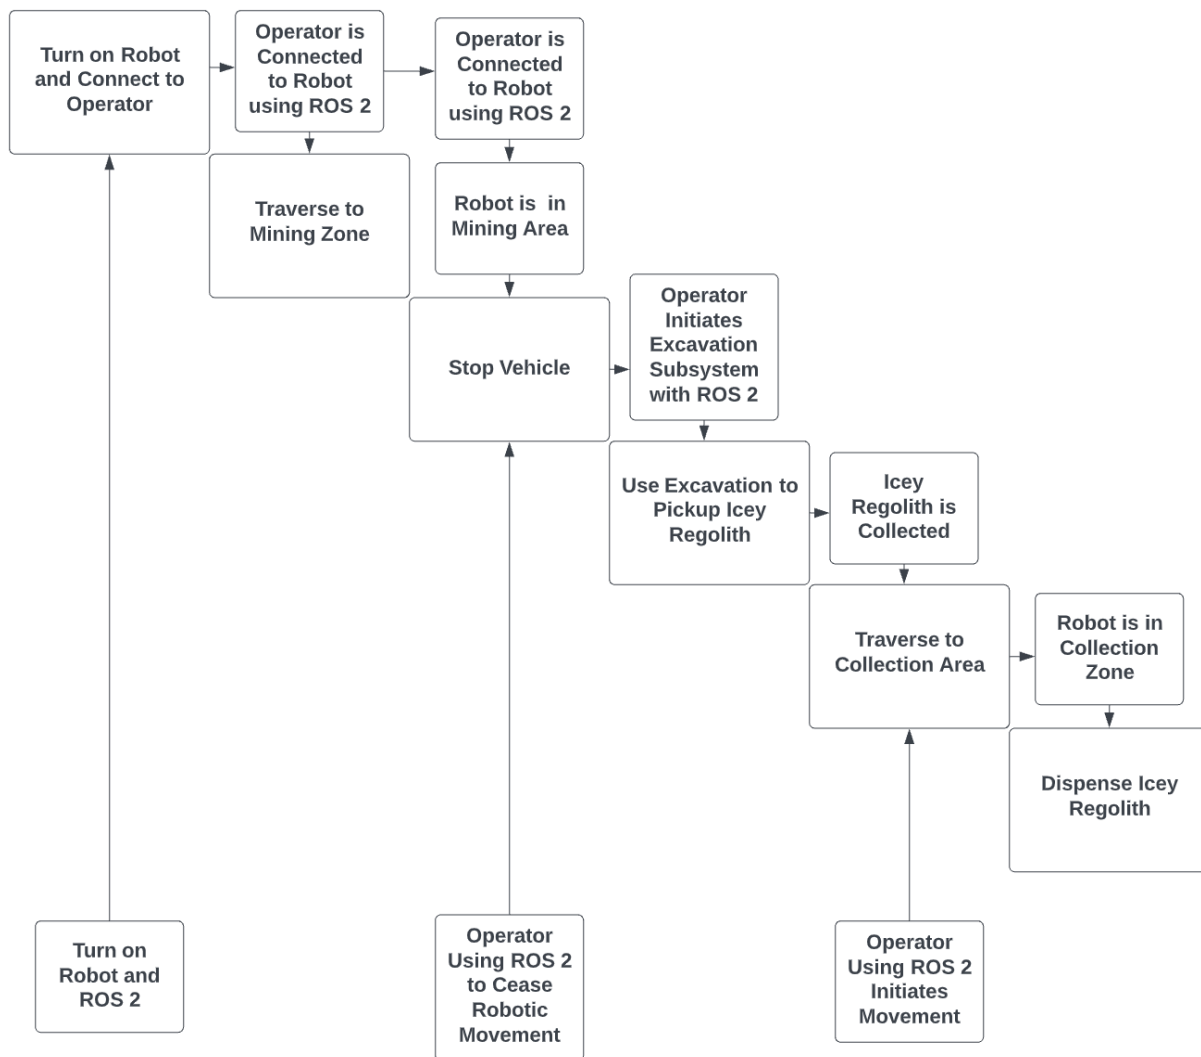 Turn on Robot
and Connect to
Operator
Operator is
Connected
to Robot
using ROS 2
Operator is
Connected
to Robot
using ROS 2
Traverse to
Mining Zone
Robot is in
Mining Area
Stop Vehicle
Operator
Initiates
Excavation
Subsystem
with ROS 2
Use Excavation to
Pickup Icey
Regolith
Icey
Regolith is
Collected
Traverse to
Collection Area
Robot is in
Collection
Zone
Dispense Icey
Regolith
Turn on
Robot and
ROS 2
Operator
Using ROS 2
to Cease
Robotic
Movement
Operator
Using ROS 2
Initiates
Movement